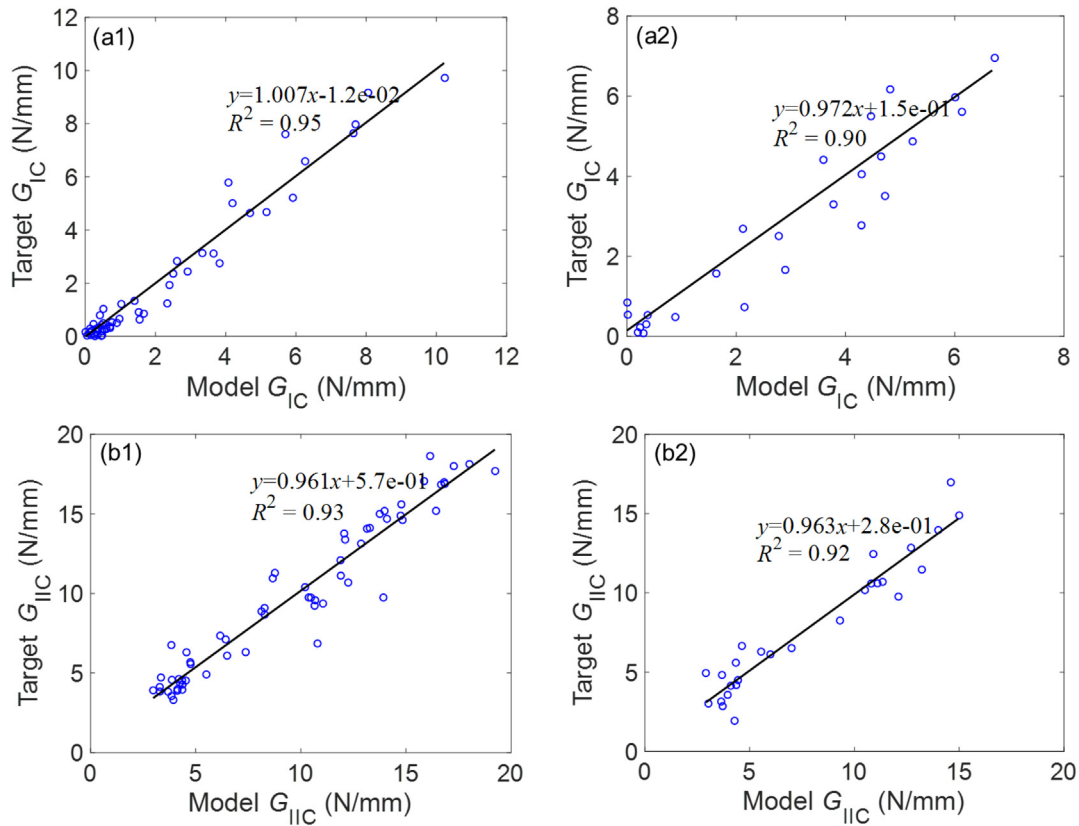 (a1)
Target G_IC (N/mm)
12
10
8
6
4
2
0
y=1.007x-1.2e-02
R² = 0.95
0 2 4 6 8 10 12
Model G_IC (N/mm)
(a2)
Target G_IC (N/mm)
8
6
4
2
0
y=0.972x+1.5e-01
R² = 0.90
0 2 4 6 8
Model G_IC (N/mm)
(b1)
Target G_IIC (N/mm)
20
15
10
5
0
y=0.961x+5.7e-01
R² = 0.93
0 5 10 15 20
Model G_IIC (N/mm)
(b2)
Target G_IIC (N/mm)
20
15
10
5
0
y=0.963x+2.8e-01
R² = 0.92
0 5 10 15 20
Model G_IIC (N/mm)